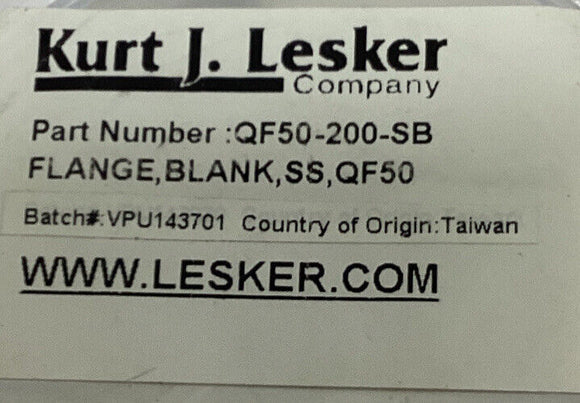 Kurt J. Lesker
Company
Part Number :QF50-200-SB
FLANGE,BLANK,SS,QF50
Batch#:VPU143701 Country of Origin:Taiwan
WWW.LESKER.COM